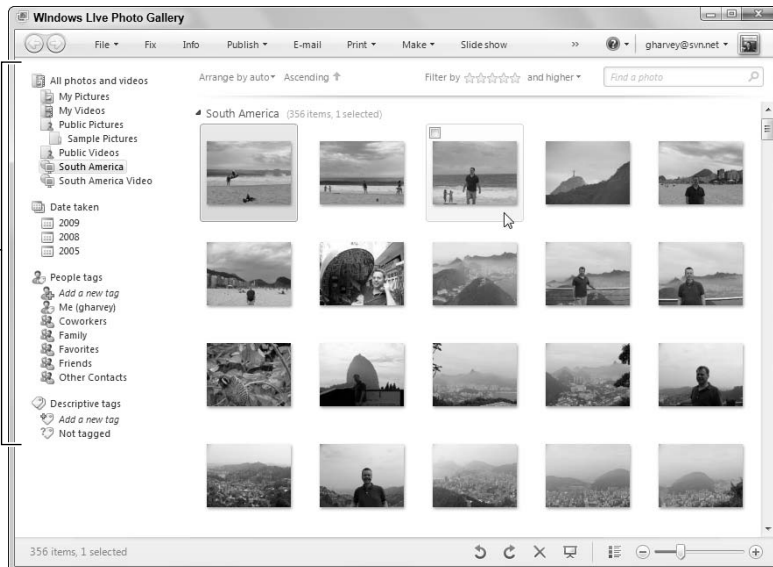 Windows Live Photo Gallery
File Fix Info Publish E-mail Print Make Slide show » gharvey@svn.net
Arrange by auto Ascending Filter by and higher Find a photo
All photos and videos
My Pictures
My Videos
Public Pictures
Sample Pictures
Public Videos
South America
South America Video
Date taken
2009
2008
2005
People tags
Add a new tag
Me (gharvey)
Coworkers
Family
Favorites
Friends
Other Contacts
Descriptive tags
Add a new tag
Not tagged
South America (356 items, 1 selected)
356 items, 1 selected